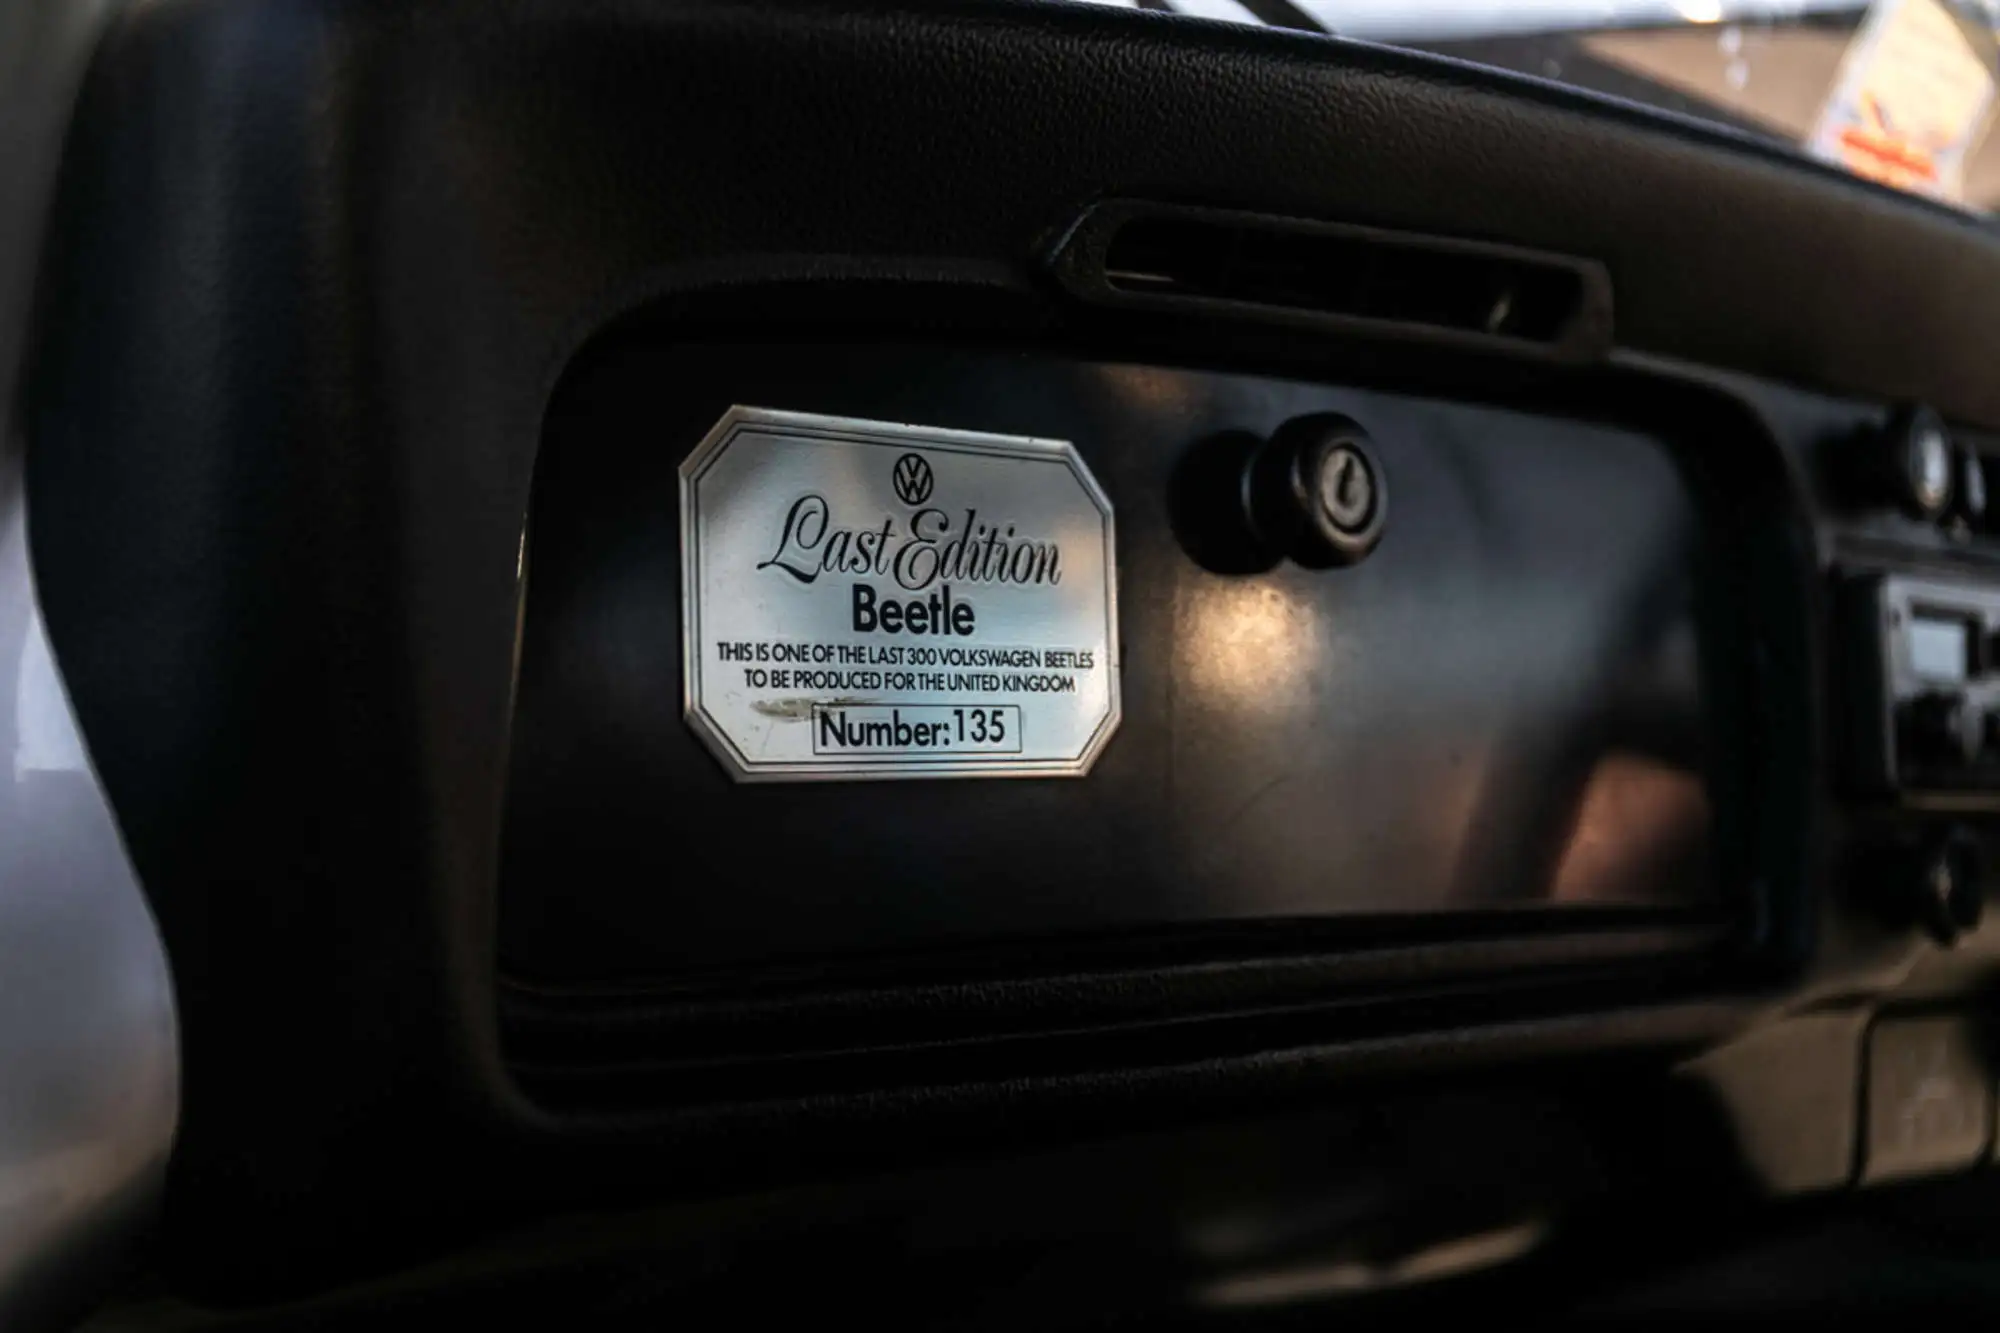 Last Edition
Beetle
THIS IS ONE OF THE LAST 300 VOLKSWAGEN BEETLES
TO BE PRODUCED FOR THE UNITED KINGDOM
Number: 135